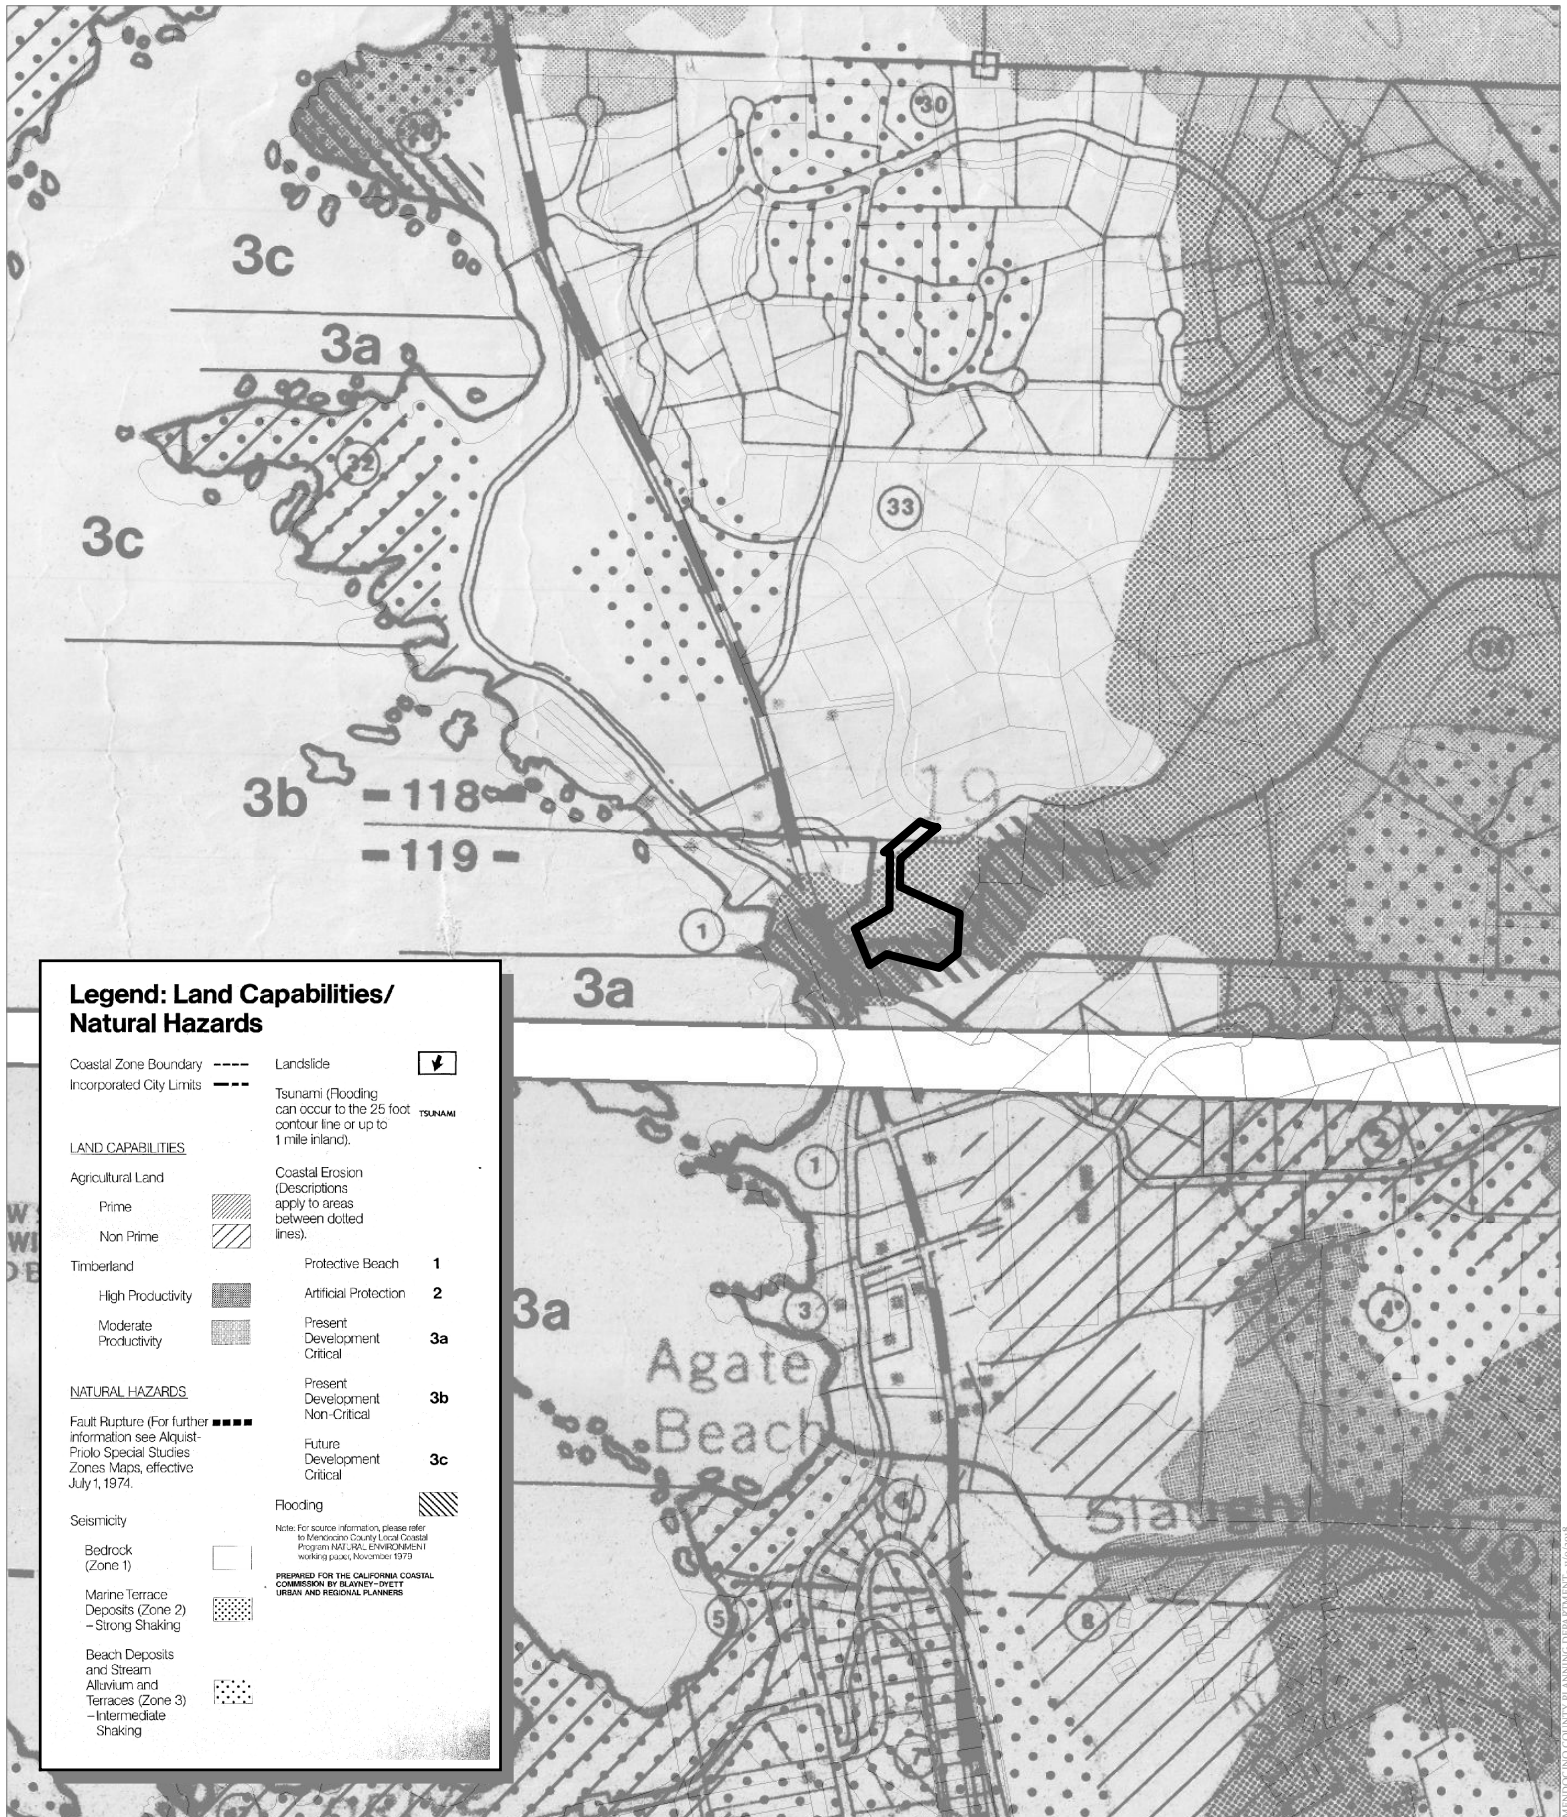 30
29
3c
3a
32
3c
33
34
19
3b
118
119
1
3a
Legend: Land Capabilities/
Natural Hazards
Coastal Zone Boundary
Incorporated City Limits
LAND CAPABILITIES
Agricultural Land
Prime
Non Prime
Timberland
High Productivity
Moderate
Productivity
NATURAL HAZARDS
Fault Rupture (For further
information see Alquist-
Priolo Special Studies
Zones Maps, effective
July 1, 1974.
Seismicity
Bedrock
(Zone 1)
Marine Terrace
Deposits (Zone 2)
–Strong Shaking
Beach Deposits
and Stream
Alluvium and
Terraces (Zone 3)
–Intermediate
Shaking
Landslide
Tsunami (Flooding
can occur to the 25 foot
contour line or up to
1 mile inland).
TSUNAMI
Coastal Erosion
(Descriptions
apply to areas
between dotted
lines).
Protective Beach 1
Artificial Protection 2
Present
Development 3a
Critical
Present
Development 3b
Non-Critical
Future
Development 3c
Critical
Flooding
Note: For source information, please refer
to Mendocino County Local Coastal
Program NATURAL ENVIRONMENT
working paper, November 1979
PREPARED FOR THE CALIFORNIA COASTAL
COMMISSION BY BLAYNEY-DYETT
URBAN AND REGIONAL PLANNERS
1
2
3
4
3a
Agate
Beach
5
8